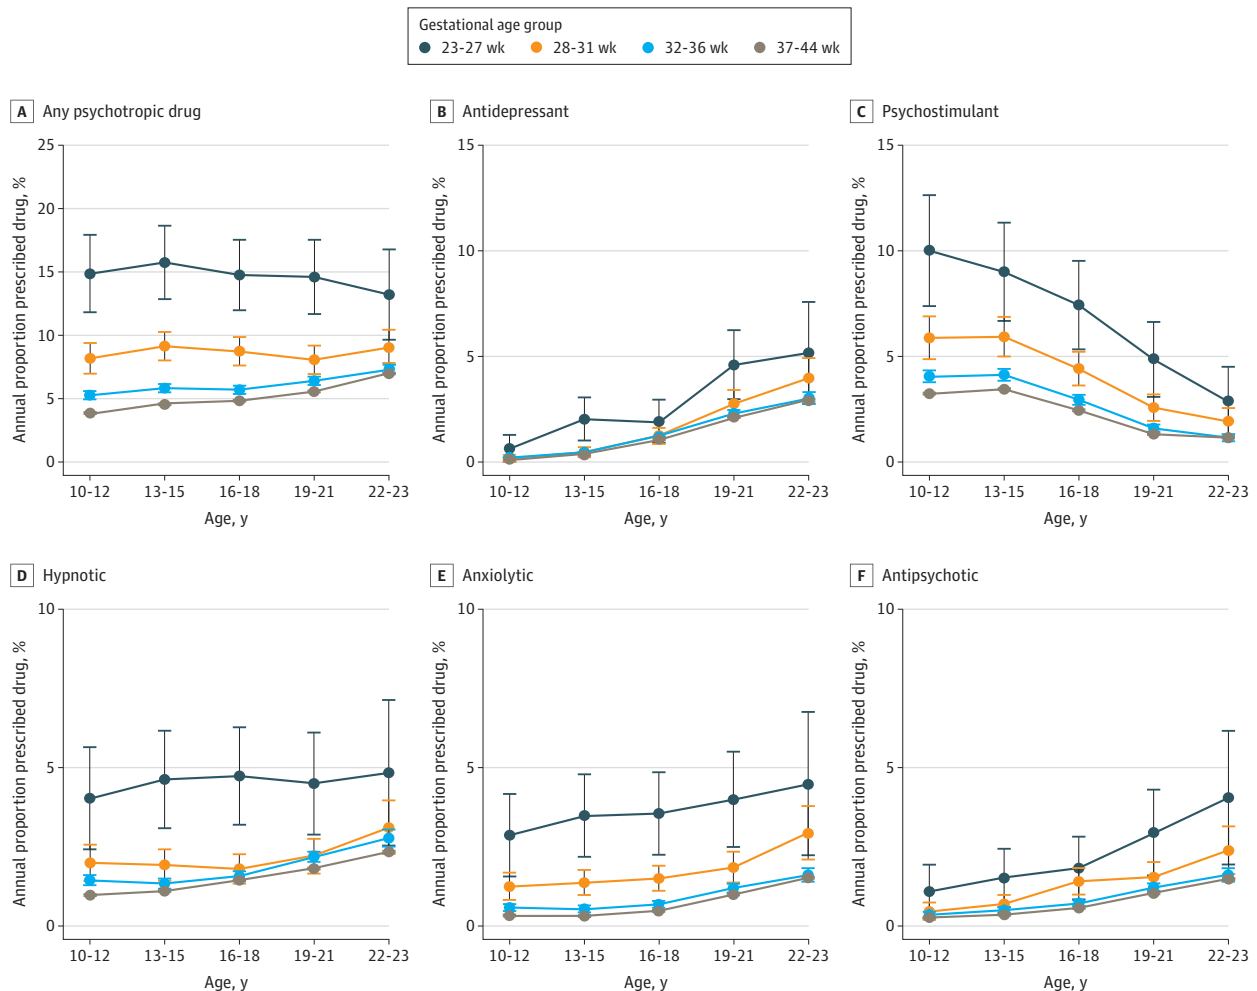 Gestational age group
23-27 wk 28-31 wk 32-36 wk 37-44 wk
A Any psychotropic drug
Annual proportion prescribed drug, %
25
20
15
10
5
0
10-12 13-15 16-18 19-21 22-23
Age, y
B Antidepressant
Annual proportion prescribed drug, %
15
10
5
0
10-12 13-15 16-18 19-21 22-23
Age, y
C Psychostimulant
Annual proportion prescribed drug, %
15
10
5
0
10-12 13-15 16-18 19-21 22-23
Age, y
D Hypnotic
Annual proportion prescribed drug, %
10
5
0
10-12 13-15 16-18 19-21 22-23
Age, y
E Anxiolytic
Annual proportion prescribed drug, %
10
5
0
10-12 13-15 16-18 19-21 22-23
Age, y
F Antipsychotic
Annual proportion prescribed drug, %
10
5
0
10-12 13-15 16-18 19-21 22-23
Age, y